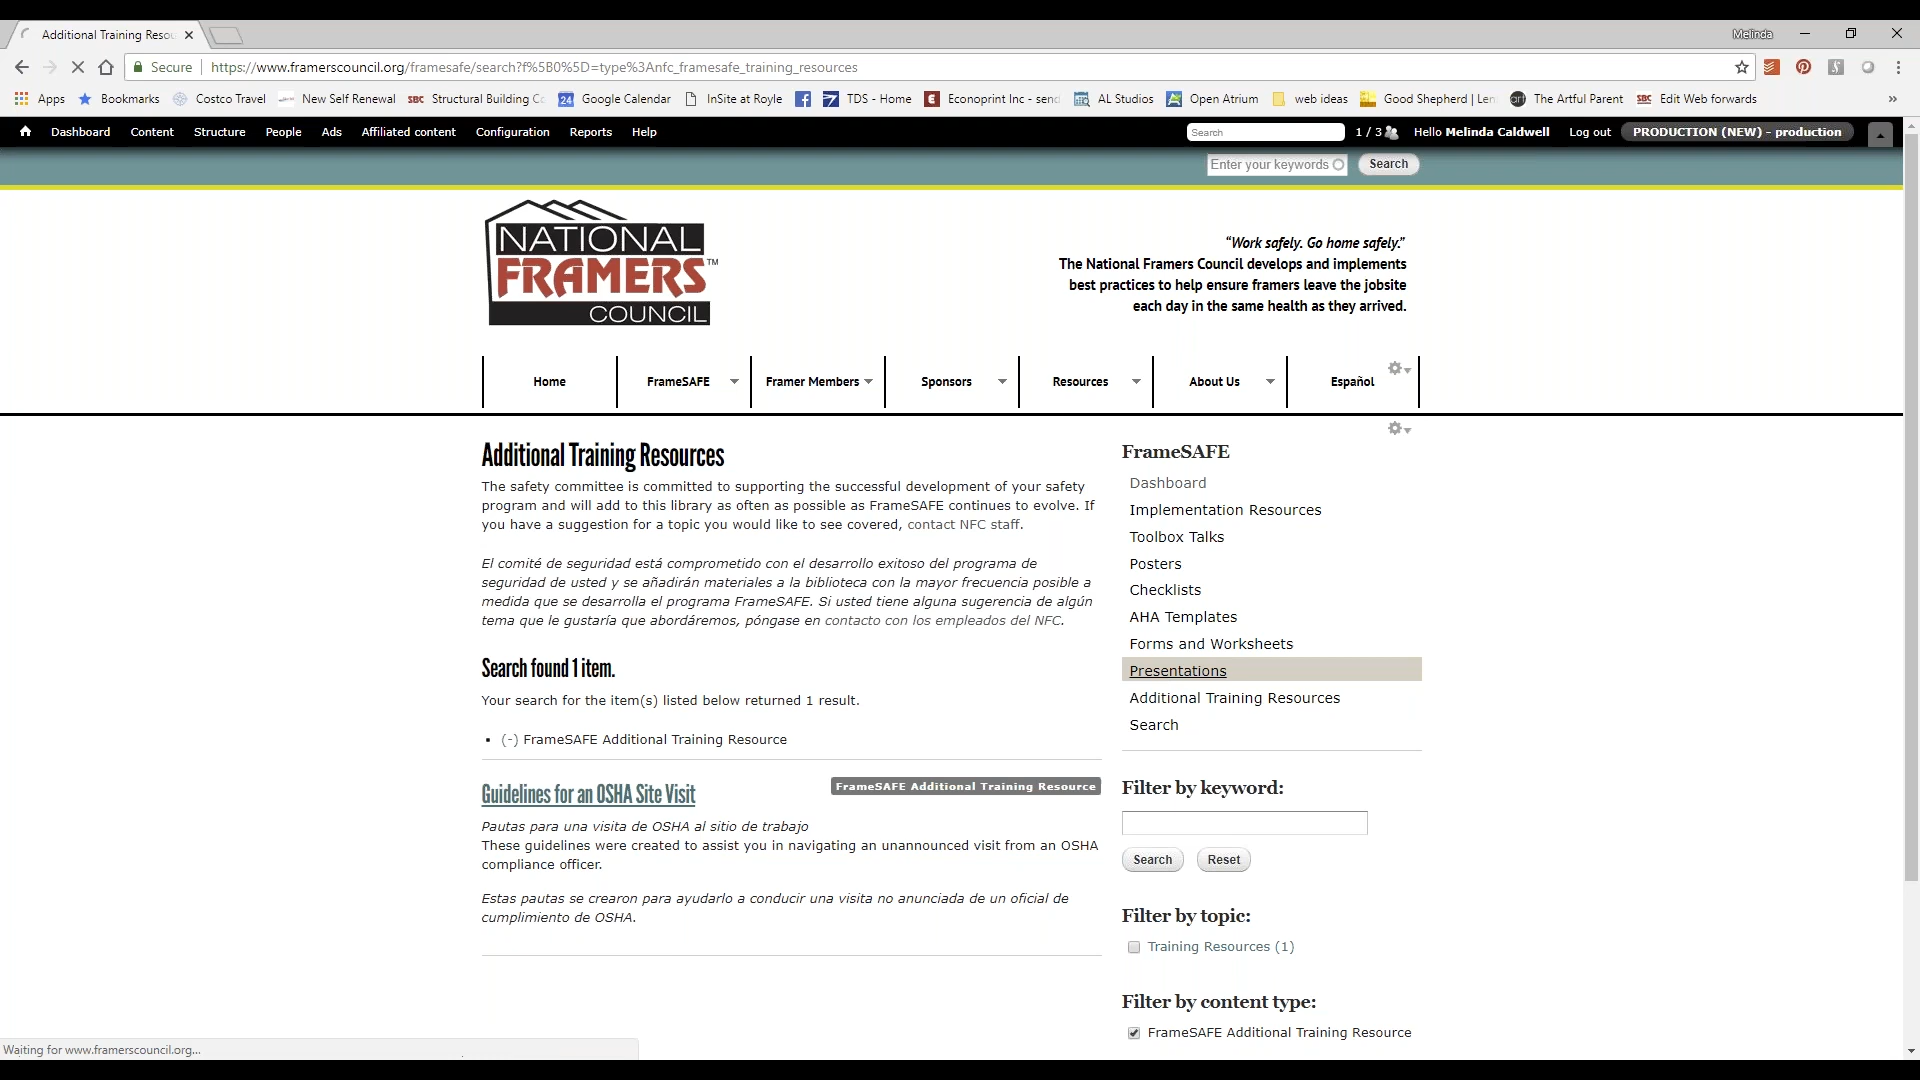 Additional Training Resou
Melinda
Secure
https://www.framerscouncil.org/framesafe/search?f%5B0%5D=type%3Anfc_framesafe_training_resources
Apps Bookmarks Costco Travel New Self Renewal SBC Structural Building Co 24 Google Calendar InSite at Royle TDS - Home E Econoprint Inc - send AL Studios Open Atrium web ideas Good Shepherd | Len art The Artful Parent SBC Edit Web forwards »
Dashboard Content Structure People Ads Affiliated content Configuration Reports Help Search 1 / 3 Hello Melinda Caldwell Log out PRODUCTION (NEW) - production
Enter your keywords Search
NATIONAL
FRAMERS™
COUNCIL
“Work safely. Go home safely.”
The National Framers Council develops and implements
best practices to help ensure framers leave the jobsite
each day in the same health as they arrived.
Home FrameSAFE Framer Members Sponsors Resources About Us Español
Additional Training Resources
The safety committee is committed to supporting the successful development of your safety
program and will add to this library as often as possible as FrameSAFE continues to evolve. If
you have a suggestion for a topic you would like to see covered, contact NFC staff.
El comité de seguridad está comprometido con el desarrollo exitoso del programa de
seguridad de usted y se añadirán materiales a la biblioteca con la mayor frecuencia posible a
medida que se desarrolla el programa FrameSAFE. Si usted tiene alguna sugerencia de algún
tema que le gustaría que abordáremos, póngase en contacto con los empleados del NFC.
Search found 1 item.
Your search for the item(s) listed below returned 1 result.
• (-) FrameSAFE Additional Training Resource
Guidelines for an OSHA Site Visit
FrameSAFE Additional Training Resource
Pautas para una visita de OSHA al sitio de trabajo
These guidelines were created to assist you in navigating an unannounced visit from an OSHA
compliance officer.
Estas pautas se crearon para ayudarlo a conducir una visita no anunciada de un oficial de
cumplimiento de OSHA.
FrameSAFE
Dashboard
Implementation Resources
Toolbox Talks
Posters
Checklists
AHA Templates
Forms and Worksheets
Presentations
Additional Training Resources
Search
Filter by keyword:
Search Reset
Filter by topic:
Training Resources (1)
Filter by content type:
FrameSAFE Additional Training Resource
Waiting for www.framerscouncil.org...